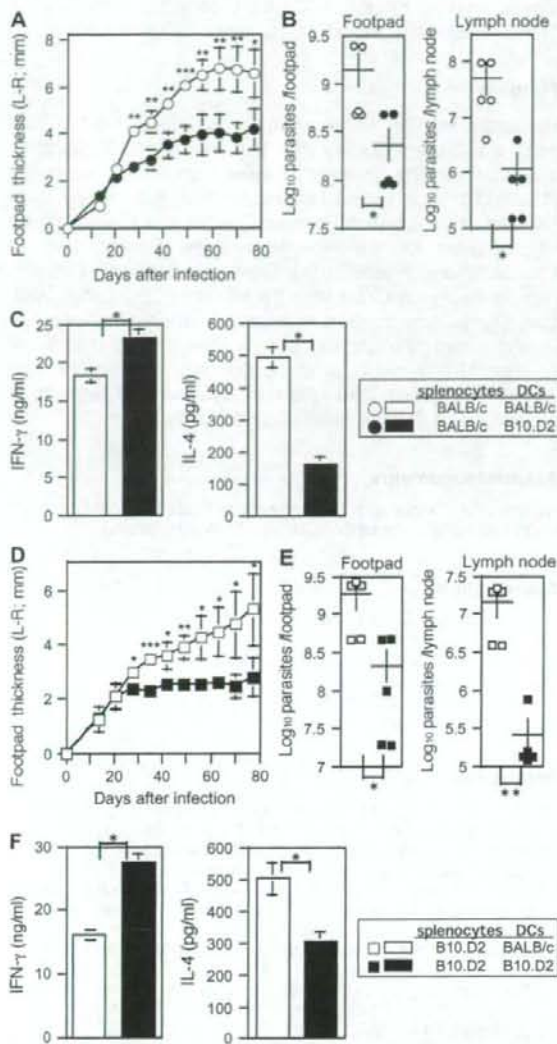 A
Footpad thickness (L-R; mm)
8
6
4
2
0
** ** ** *** ** ** ** *
0 20 40 60 80
Days after infection
B
Footpad
Log₁₀ parasites /footpad
9.5
9
8.5
8
7.5
*
Lymph node
Log₁₀ parasites /lymph node
8
7
6
5
*
C
IFN-γ (ng/ml)
25
20
15
10
5
0
*
IL-4 (pg/ml)
600
500
400
300
200
100
0
*
splenocytes DCs
BALB/c BALB/c
BALB/c B10.D2
D
Footpad thickness (L-R; mm)
6
4
2
0
* *** * ** * * * *
0 20 40 60 80
Days after infection
E
Footpad
Log₁₀ parasites /footpad
9.5
9
8.5
8
7.5
7
*
Lymph node
Log₁₀ parasites /lymph node
7.5
7
6.5
6
5.5
5
**
F
IFN-γ (ng/ml)
30
20
10
0
*
IL-4 (pg/ml)
600
500
400
300
200
100
0
*
splenocytes DCs
B10.D2 BALB/c
B10.D2 B10.D2